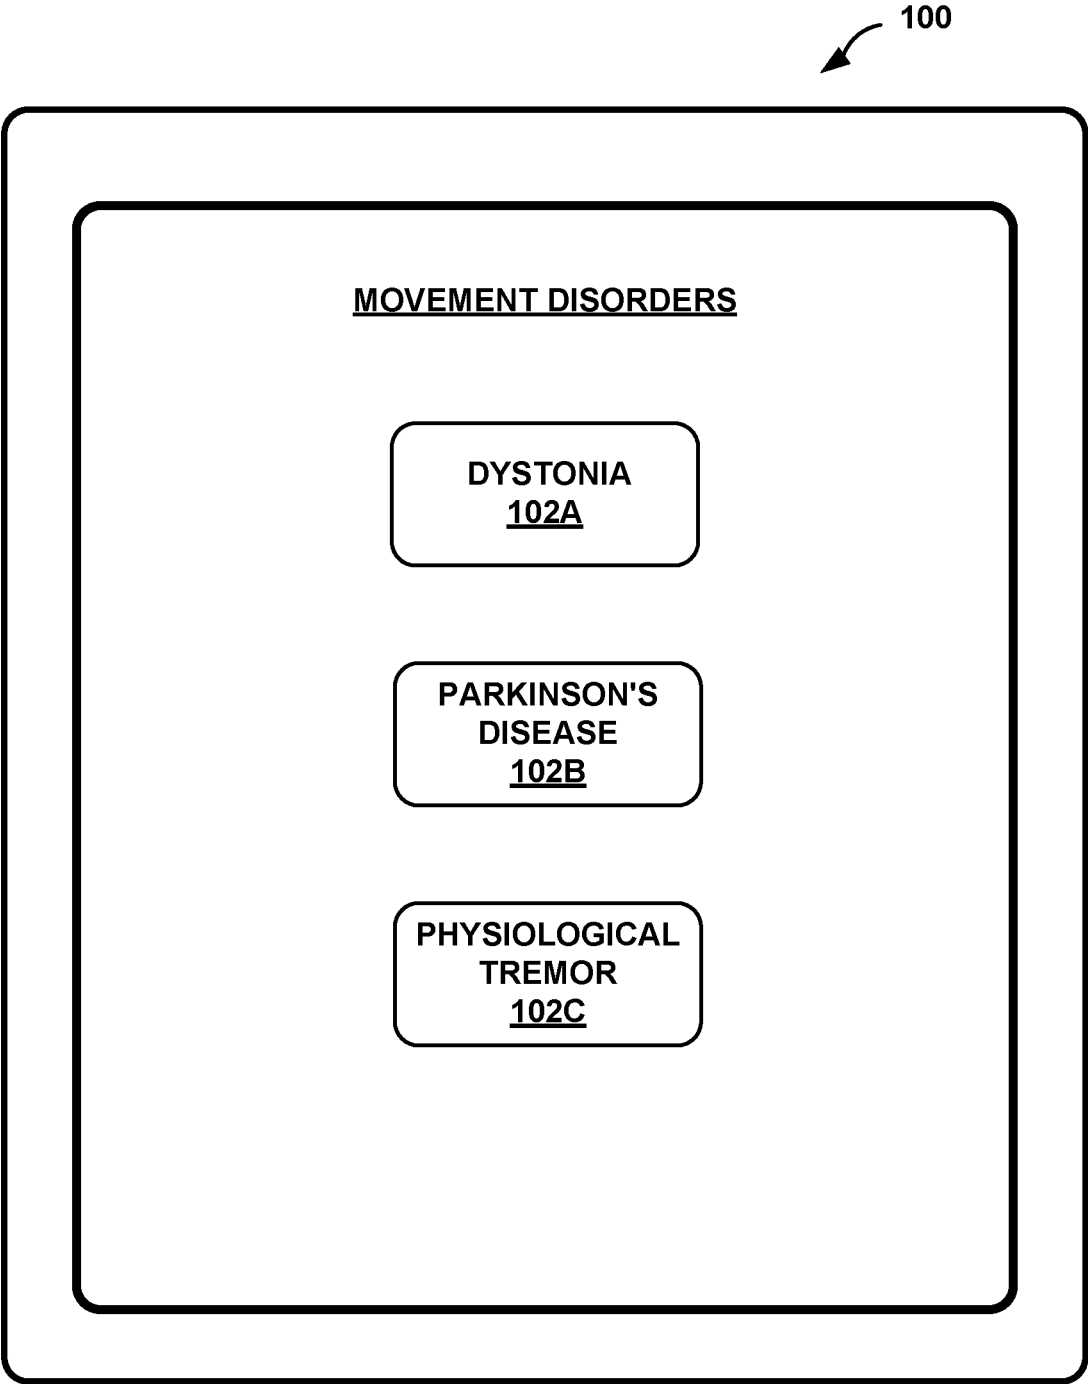 100
MOVEMENT DISORDERS
DYSTONIA
102A
PARKINSON'S
DISEASE
102B
PHYSIOLOGICAL
TREMOR
102C